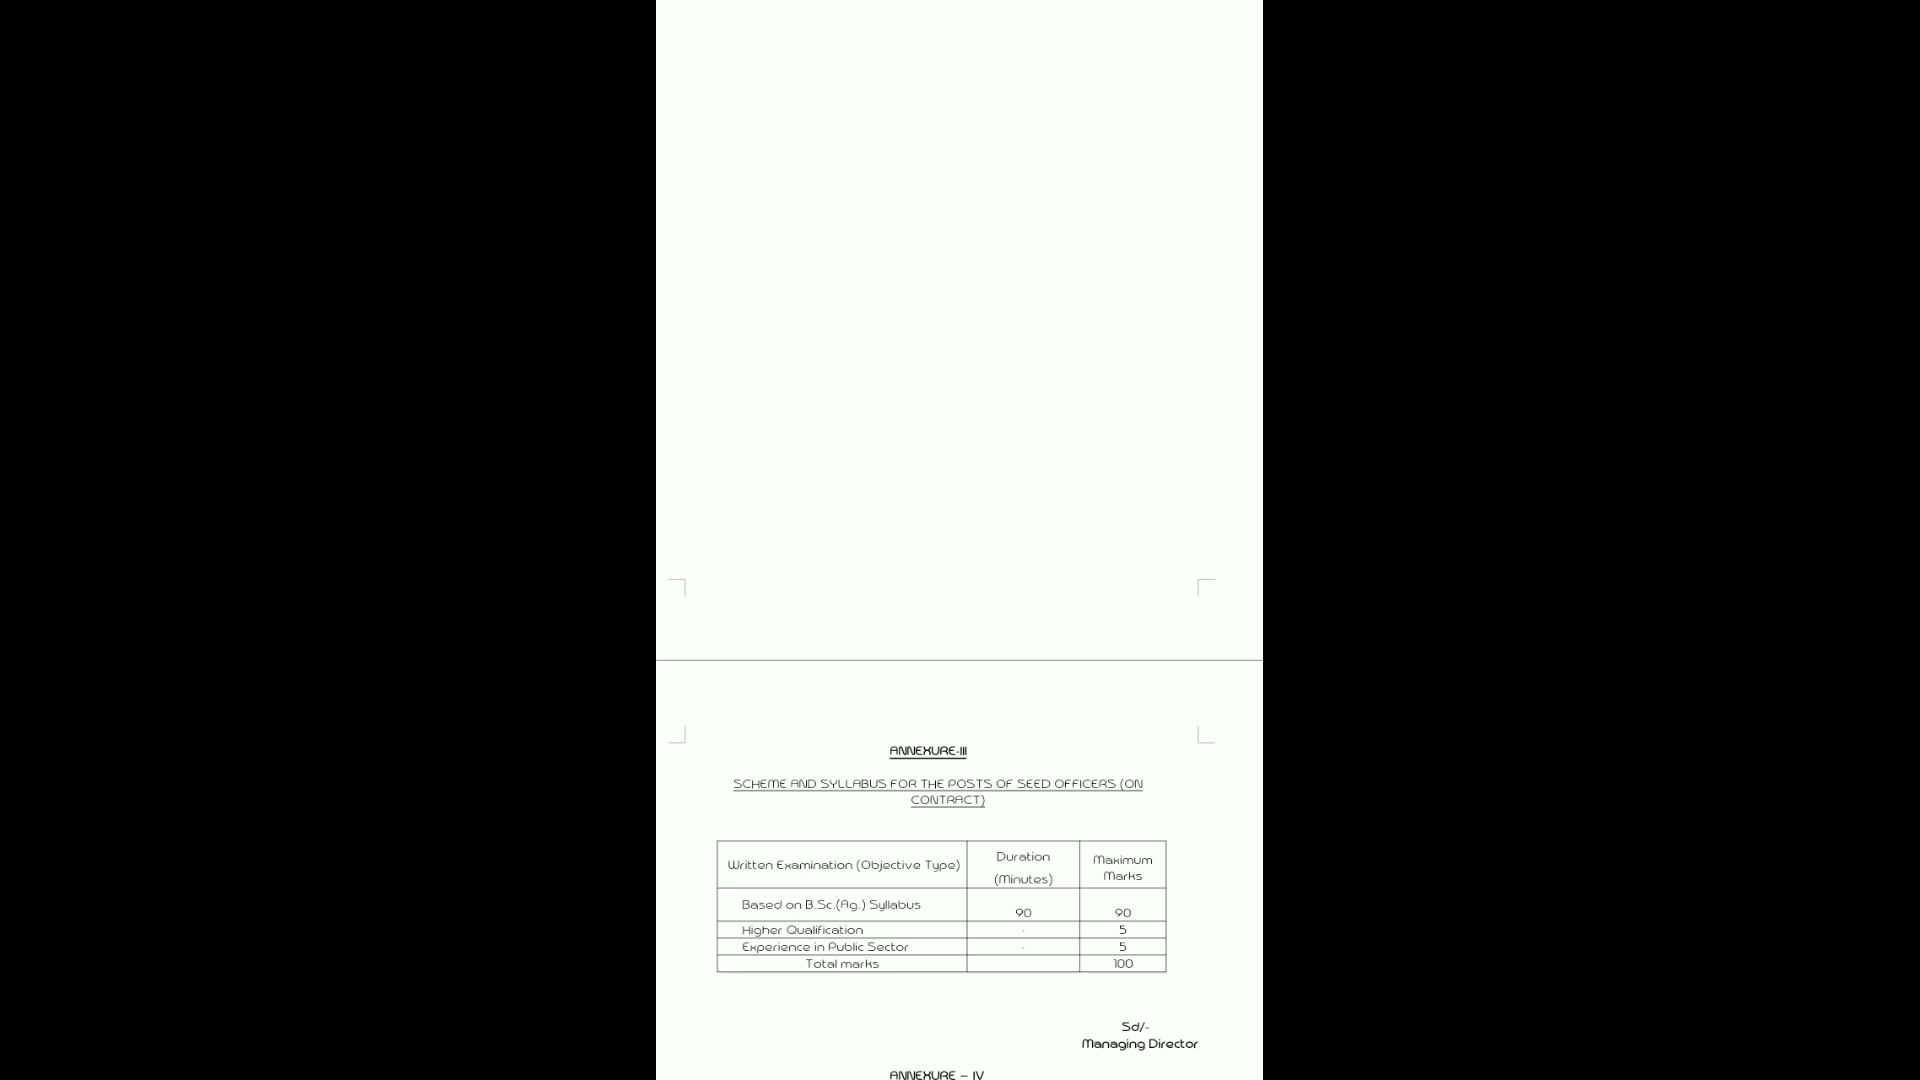 ANNEXURE-III
SCHEME AND SYLLABUS FOR THE POSTS OF SEED OFFICERS (ON
CONTRACT)
Written Examination (Objective Type) Duration (Minutes) Maximum Marks
Based on B.Sc.(Ag.) Syllabus 90 90
Higher Qualification - 5
Experience in Public Sector - 5
Total marks 100
Sd/-
Managing Director
ANNEXURE – IV